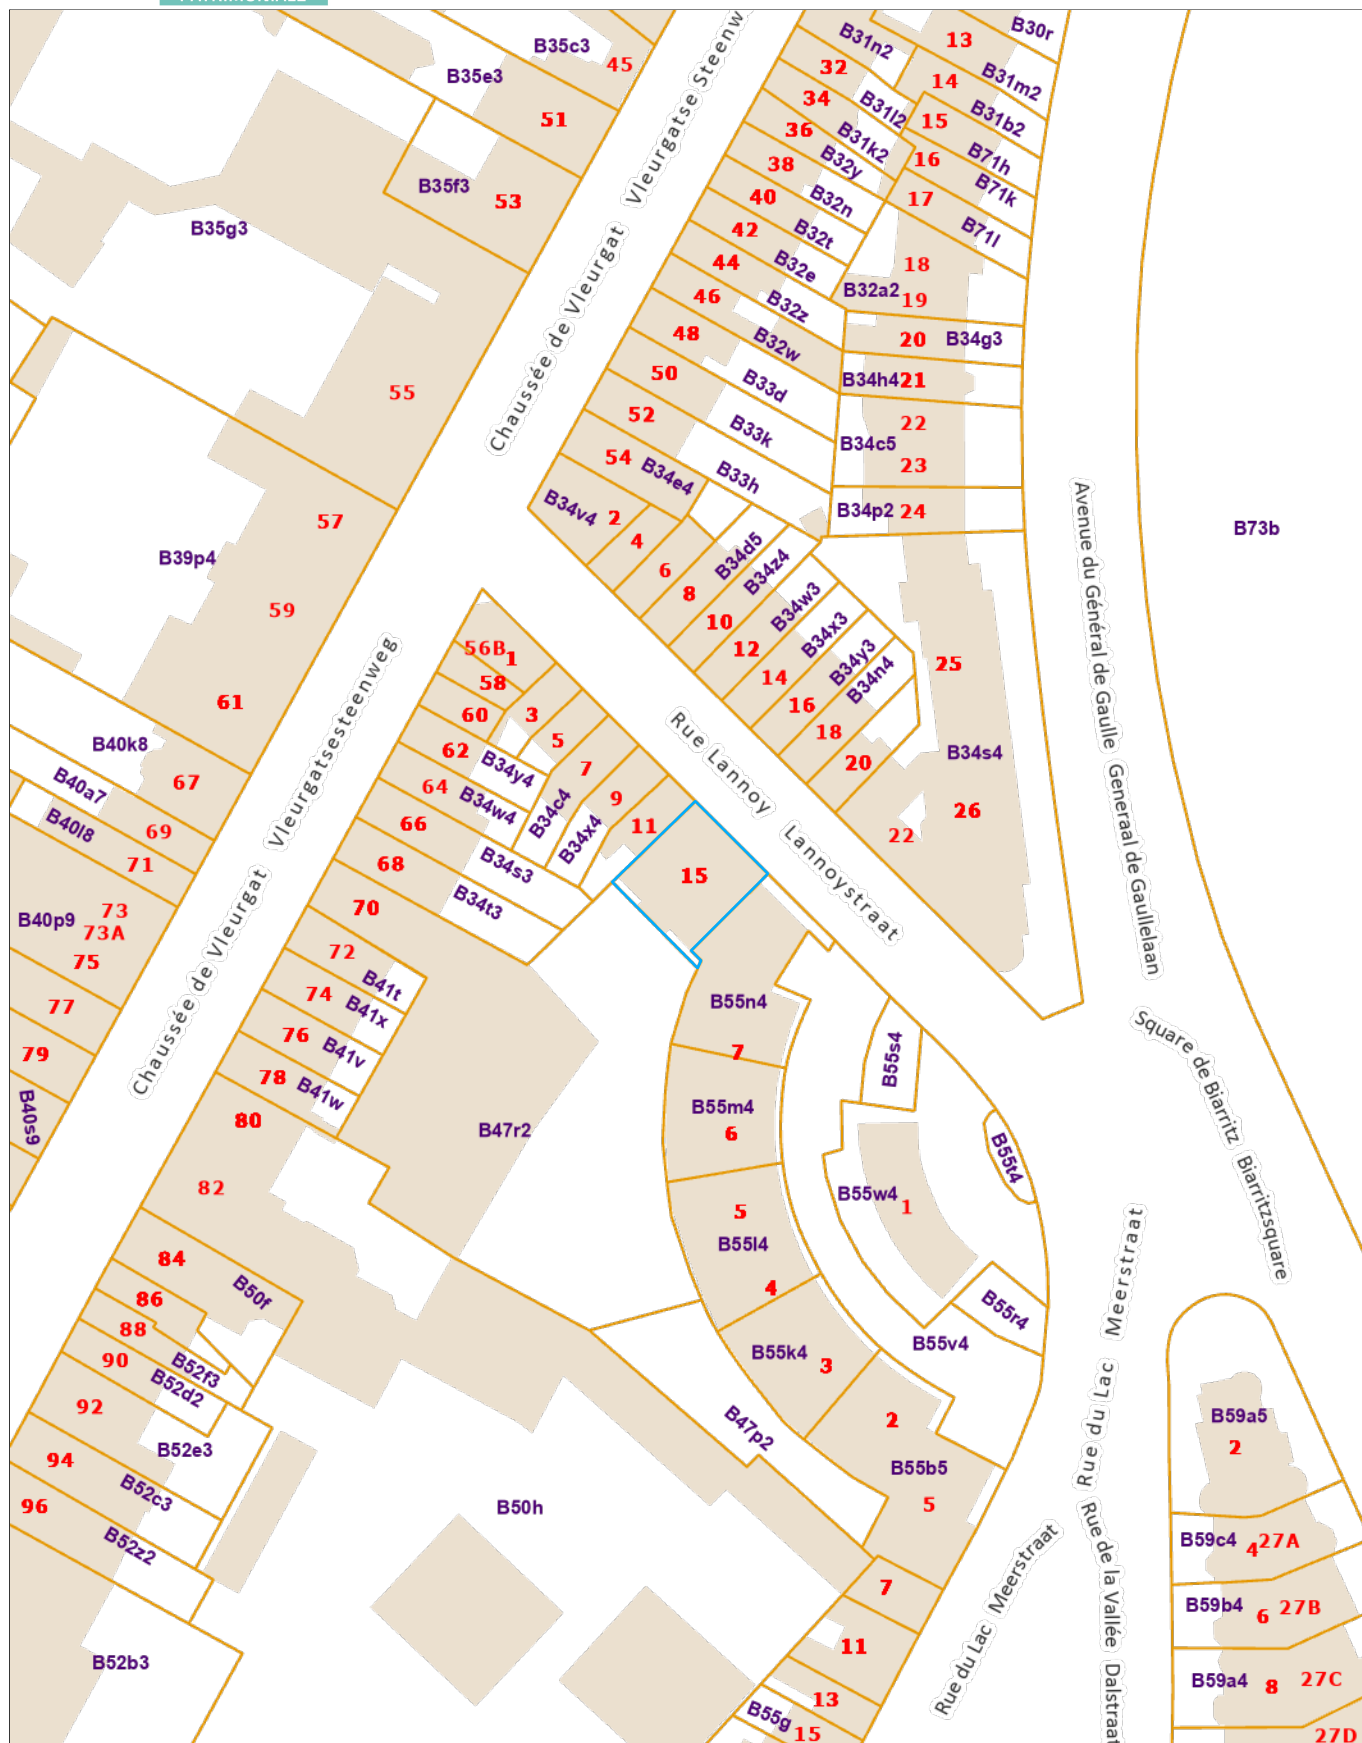 B35c3
45
B35e3
51
B35f3
53
B35g3
55
57
B39p4
59
61
B40k8
67
B40a7
69
B40l8
71
B40p9
73
73A
75
77
79
B40s9
Chaussée de Vleurgat Vleurgatse Steenw
Chaussée de Vleurgat Vleurgatsesteenweg
B30r
13
B31n2
B31m2
14
32
B31l2
B31b2
15
34
B31k2
B71h
16
36
B32y
B71k
17
38
B32n
B71l
40
B32t
18
42
B32e
B32a2
19
44
B32z
20
B34g3
46
B32w
B34h4
21
48
B33d
22
50
B33k
B34c5
23
52
B33h
B34p2
24
54
B34e4
B34v4
2
4
6
8
B34d5
10
B34z4
12
B34w3
14
B34x3
16
B34y3
18
B34n4
20
25
B34s4
26
22
B73b
Avenue du Général de Gaulle Generaal de Gaullelaan
Rue Lannoy Lannoystraat
56B
1
58
3
60
5
62
B34y4
7
64
B34w4
B34c4
9
66
B34x4
11
68
B34s3
15
70
B34t3
72
B41t
74
B41x
76
B41v
78
B41w
80
82
B47r2
84
B50f
86
88
B52f3
90
B52d2
92
B52e3
94
B52c3
96
B52z2
B52b3
B50h
B47p2
B55n4
7
B55m4
6
5
B55l4
4
B55k4
3
2
B55b5
5
7
11
13
B55g
15
B55s4
B55t4
B55w4
1
B55r4
B55v4
Square de Biarritz Biarritzsquare
Rue du Lac Meerstraat
Rue du Lac Meerstraat
Rue de la Vallée Dalstraat
B59a5
2
B59c4
4
27A
B59b4
6
27B
B59a4
8
27C
27D